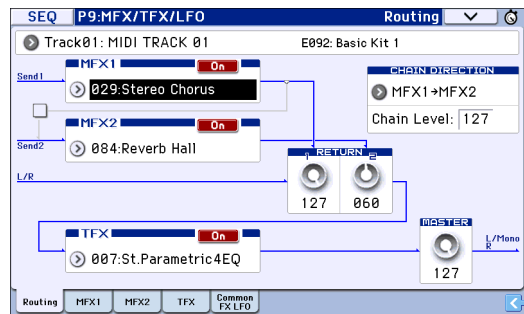 SEQ P9:MFX/TFX/LFO Routing
Track01: MIDI TRACK 01 E092: Basic Kit 1
MFX1 On
Send1
029:Stereo Chorus
CHAIN DIRECTION
MFX1→MFX2
Chain Level: 127
MFX2 On
Send2
084:Reverb Hall
RETURN
1 2
127 060
L/R
TFX On
007:St.Parametric4EQ
MASTER
127
L/Mono
R
Routing MFX1 MFX2 TFX Common FX LFO